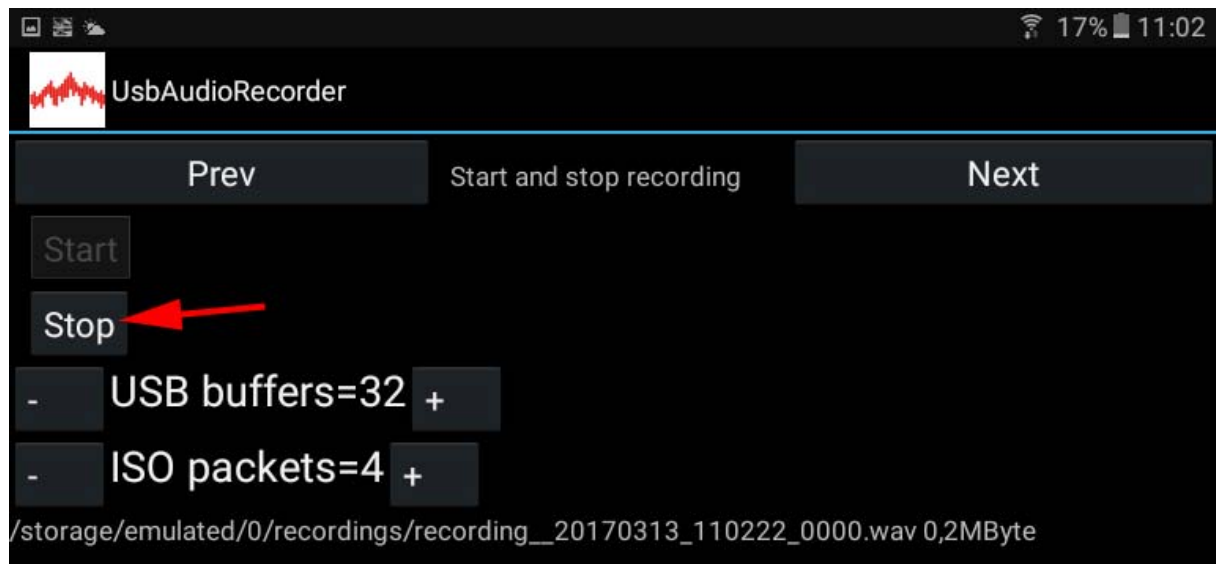 17% 11:02
UsbAudioRecorder
Prev Start and stop recording Next
Start
Stop
- USB buffers=32 +
- ISO packets=4 +
/storage/emulated/0/recordings/recording__20170313_110222_0000.wav 0,2MByte